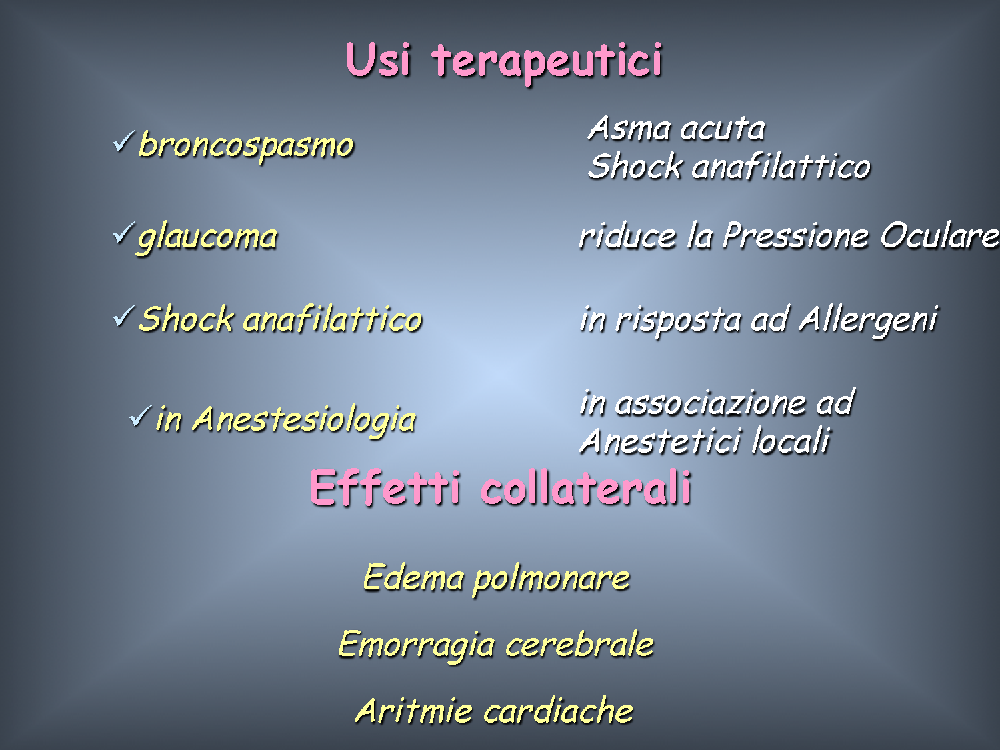 Usi terapeutici
✓broncospasmo
Asma acuta
Shock anafilattico
✓glaucoma
riduce la Pressione Oculare
✓Shock anafilattico
in risposta ad Allergeni
✓in Anestesiologia
in associazione ad
Anestetici locali
Effetti collaterali
Edema polmonare
Emorragia cerebrale
Aritmie cardiache